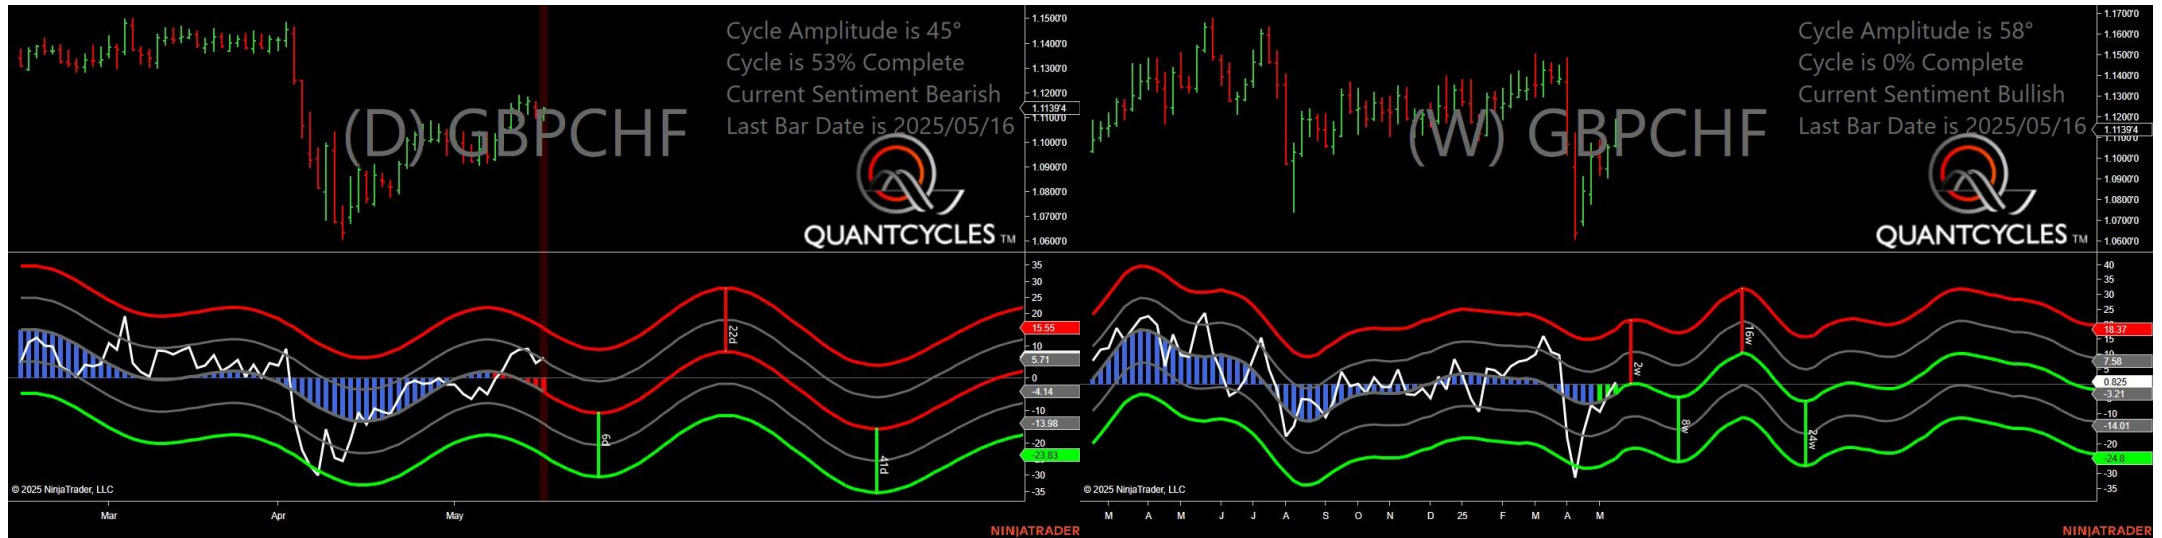 Cycle Amplitude is 45°
Cycle is 53% Complete
Current Sentiment Bearish
Last Bar Date is 2025/05/16
(D) GBPCHF
QUANTCYCLES TM
1.1500'0
1.1400'0
1.1300'0
1.1200'0
1.1139'4
1.1100'0
1.1000'0
1.0900'0
1.0800'0
1.0700'0
1.0600'0
35
30
25
20
15.55
10
5.71
0
-4.14
-10
-13.98
-20
-23.83
-30
-35
22d
6d
41d
© 2025 NinjaTrader, LLC
Mar Apr May
NINJATRADER
Cycle Amplitude is 58°
Cycle is 0% Complete
Current Sentiment Bullish
Last Bar Date is 2025/05/16
(W) GBPCHF
QUANTCYCLES TM
1.1700'0
1.1600'0
1.1500'0
1.1400'0
1.1300'0
1.1200'0
1.1139'4
1.1100'0
1.1000'0
1.0900'0
1.0800'0
1.0700'0
1.0600'0
40
35
30
25
18.37
15
10
7.58
0.825
-3.21
-10
-14.01
-20
-24.8
-30
-35
2w
16w
8w
24w
© 2025 NinjaTrader, LLC
M A M J J A S O N D 25 F M A M
NINJATRADER